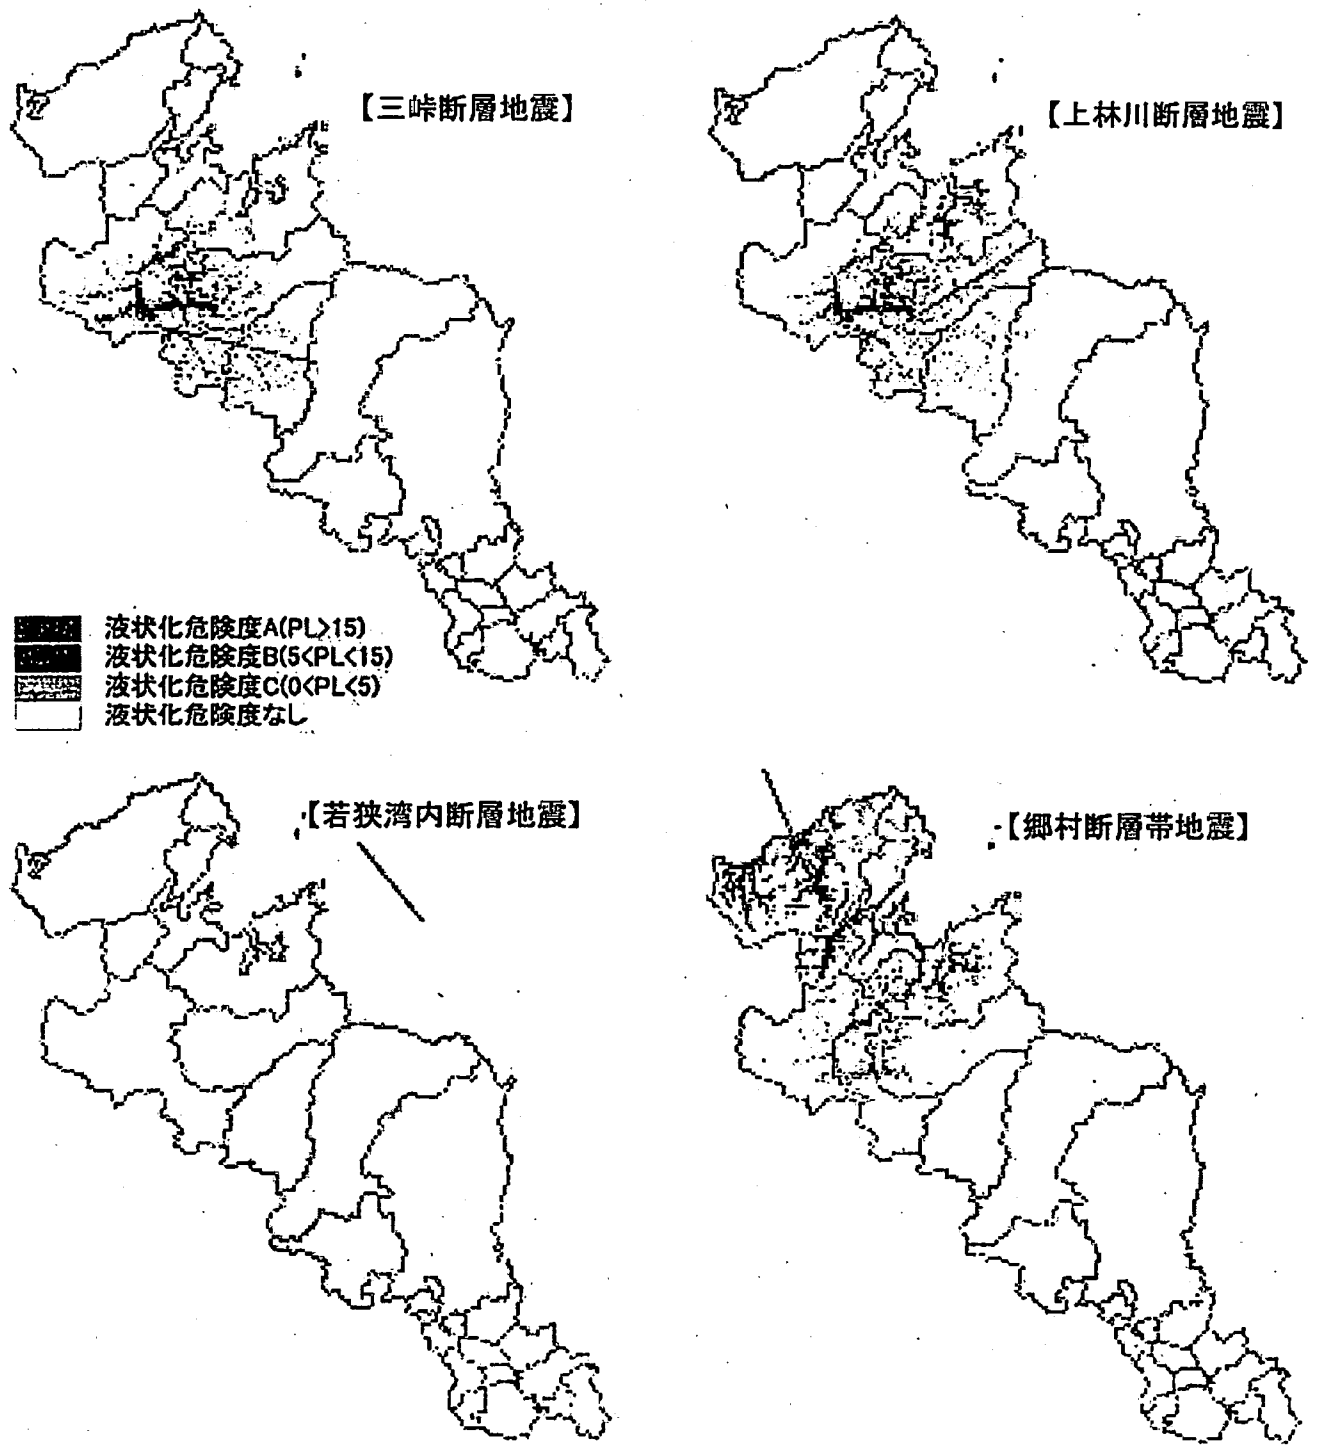 【三峠断層地震】
【上林川断層地震】
液状化危険度A(PL>15)
液状化危険度B(5<PL<15)
液状化危険度C(0<PL<5)
液状化危険度なし
【若狭湾内断層地震】
【郷村断層帯地震】